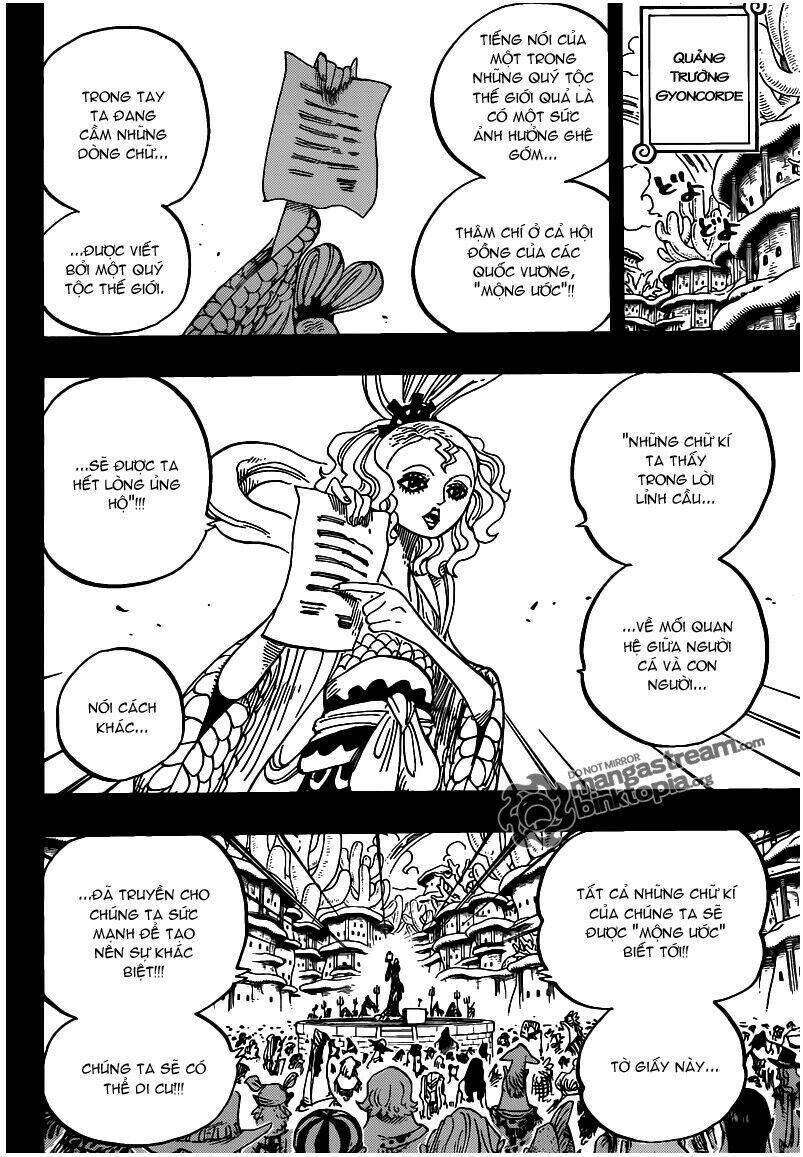 QUẢNG
TRƯỜNG
GYONCORDE
どよ
どよ
TIẾNG NÓI CỦA
MỘT TRONG
NHỮNG QUÝ TỘC
THẾ GIỚI QUẢ LÀ
CÓ MỘT SỨC
ẢNH HƯỞNG GHÊ
GỚM...
THẬM CHÍ Ở CẢ HỘI
ĐỒNG CỦA CÁC
QUỐC VƯƠNG,
"MỘNG ƯỚC"!!
TRONG TAY
TA ĐANG
CẦM NHỮNG
DÒNG CHỮ...
...ĐƯỢC VIẾT
BỞI MỘT QUÝ
TỘC THẾ GIỚI.
"NHỮNG CHỮ KÍ
TA THẤY
TRONG LỜI
LỈNH CẦU...
...VỀ MỐI QUAN
HỆ GIỮA NGƯỜI
CÁ VÀ CON
NGƯỜI...
...SẼ ĐƯỢC TA
HẾT LÒNG ỦNG
HỘ"!!!
NÓI CÁCH
KHÁC...
DO NOT MIRROR
mangastream.com
binktopia.org
TẤT CẢ NHỮNG CHỮ KÍ
CỦA CHÚNG TA SẼ
ĐƯỢC "MỘNG ƯỚC"
BIẾT TỚI!!
TỜ GIẤY NÀY...
...ĐÃ TRUYỀN CHO
CHÚNG TA SỨC
MẠNH ĐỂ TẠO
NÊN SỰ KHÁC
BIỆT!!!
CHÚNG TA SẼ CÓ
THỂ DI CƯ!!!